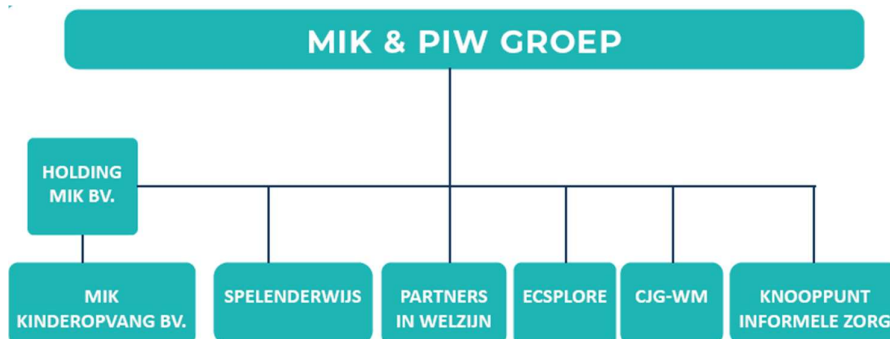 MIK & PIW GROEP
HOLDING
MIK BV.
MIK
KINDEROPVANG BV.
SPELENDERWIJS
PARTNERS
IN WELZIJN
ECSPLORE
CJG-WM
KNOOPPUNT
INFORMELE ZORG